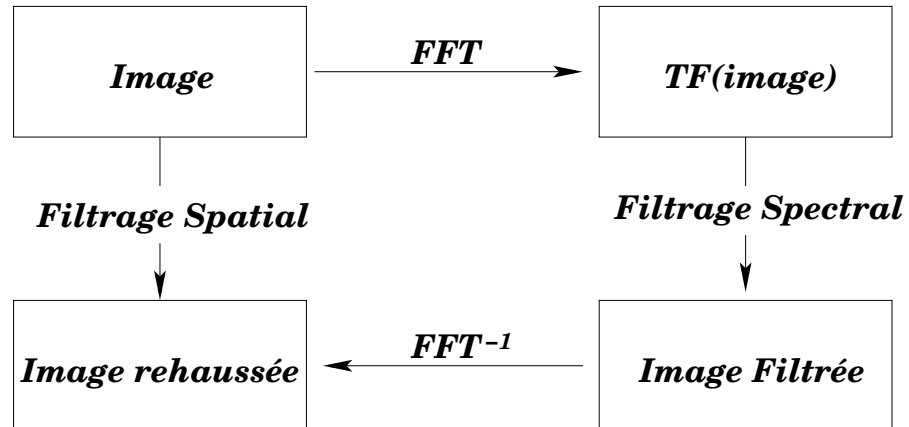 Image
FFT
TF(image)
Filtrage Spatial
Filtrage Spectral
Image rehaussée
FFT⁻¹
Image Filtrée